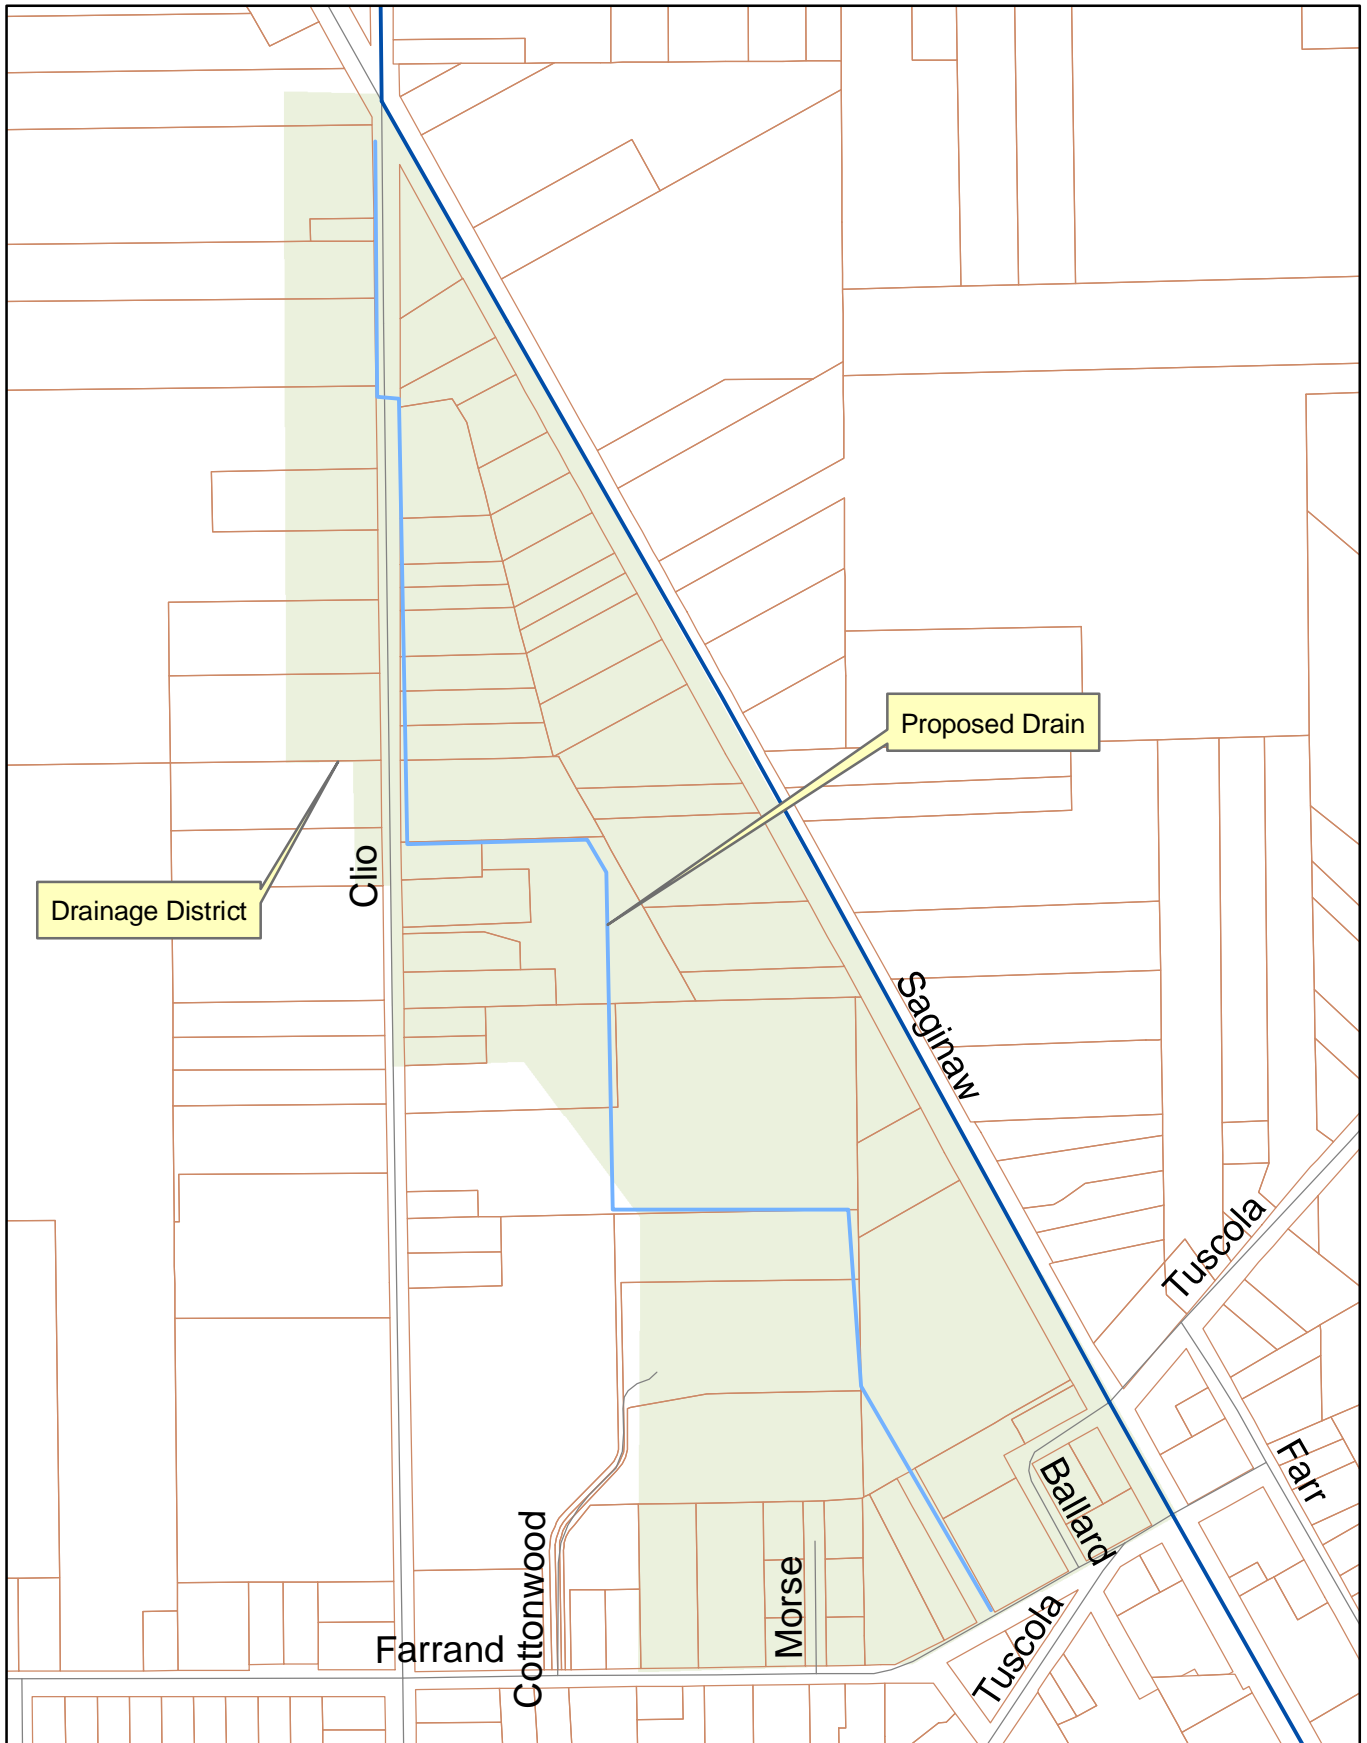 Proposed Drain
Clio
Drainage District
Saginaw
Tuscola
Farr
Ballard
Cottonwood
Morse
Farrand
Tuscola